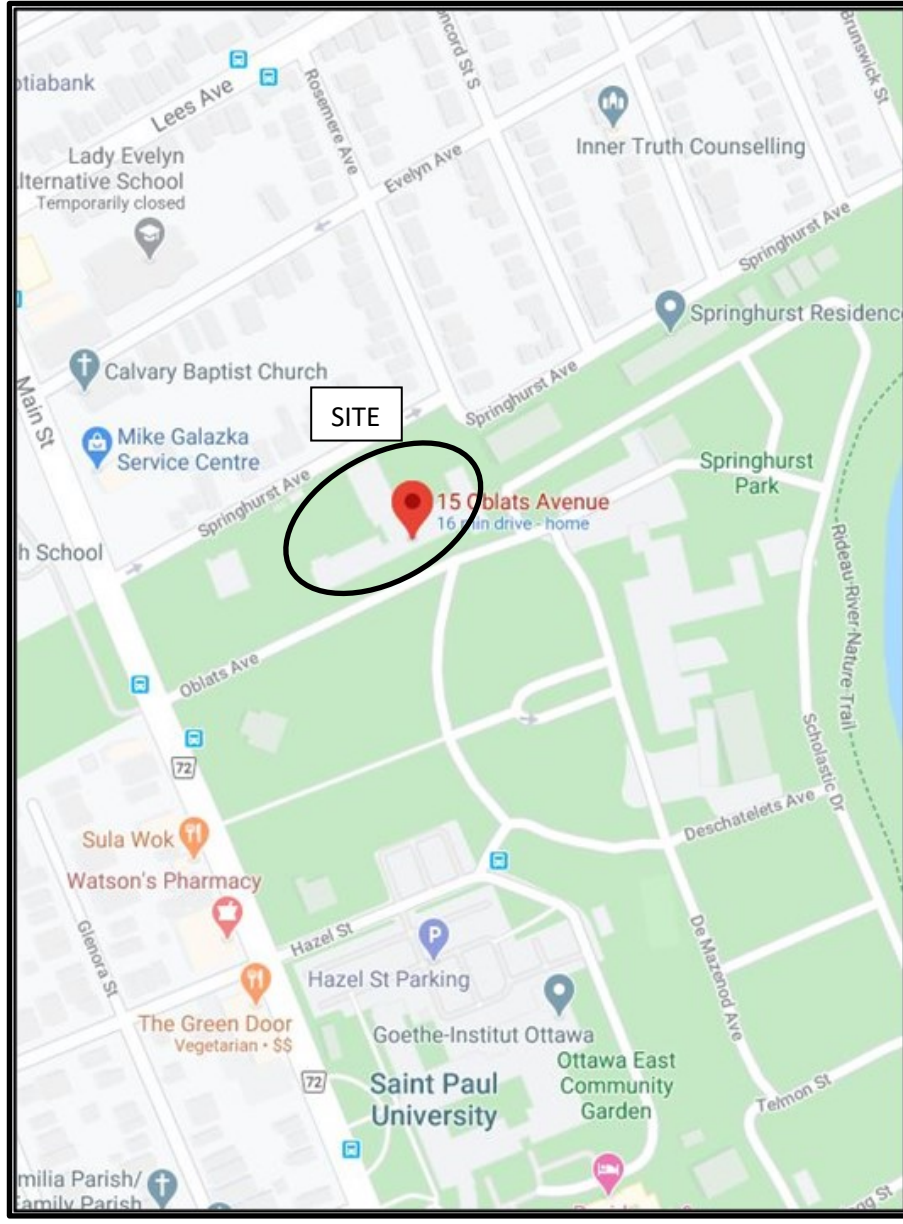 otiabank
Lees Ave
Rosemere Ave
oncord St S
Brunswick St
Inner Truth Counselling
Lady Evelyn
lternative School
Temporarily closed
Evelyn Ave
Springhurst Ave
Springhurst Residenc
Calvary Baptist Church
Main St
SITE
Springhurst Ave
Mike Galazka
Service Centre
Springhurst Ave
Springhurst
Park
15 Oblats Avenue
16 min drive - home
h School
Rideau River Nature Trail
Oblats Ave
72
Scholastic Dr
Sula Wok
Deschatelets Ave
Watson's Pharmacy
Glenora St
Hazel St
P
De Mazenod Ave
Hazel St Parking
The Green Door
Vegetarian • $$
Goethe-Institut Ottawa
72
Saint Paul
University
Ottawa East
Community
Garden
Telmon St
milia Parish/
Family Parish
ng St